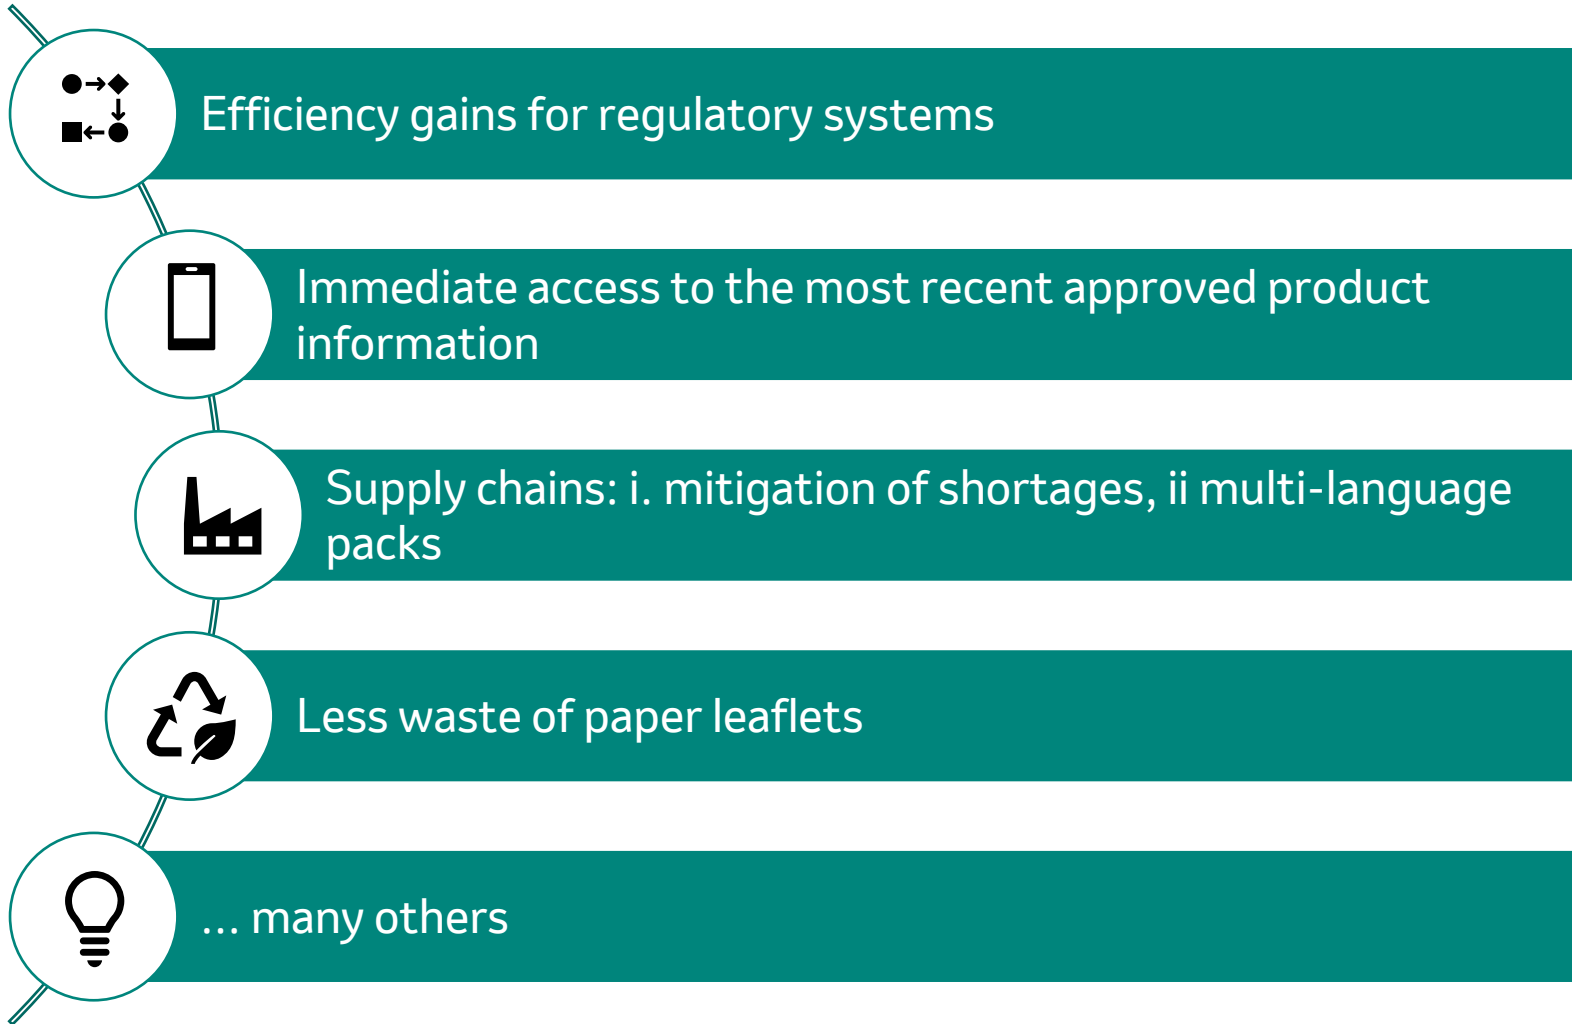 Efficiency gains for regulatory systems
Immediate access to the most recent approved product
information
Supply chains: i. mitigation of shortages, ii multi-language
packs
Less waste of paper leaflets
... many others